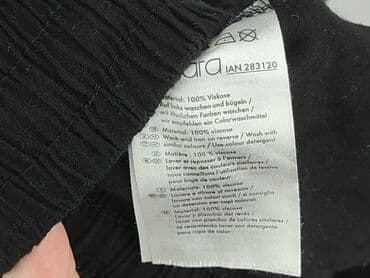 ara IAN 283120
Material: 100% Viskose
Auf links waschen und bügeln /
mit ähnlichen Farben waschen /
wir empfehlen ein Colorwaschmittel
Material: 100% viscose
Wash and iron on reverse / Wash with
similar colours / Use colour detergent
Matière: 100 % viscose
Laver et repasser à l'envers /
Laver avec des couleurs similaires /
nous conseillons l'utilisation de lessive
pour linge de couleur
Materiale: 100% viscosa
Lavare e stirare al rovescio /
lavare con colori simili / si consiglia
un detersivo per capi colorati
Material: 100% viscosa
Lavar y planchar del revés /
Lavar con prendas de colores similares /
se recomienda lavar con detergente
para ropa de color